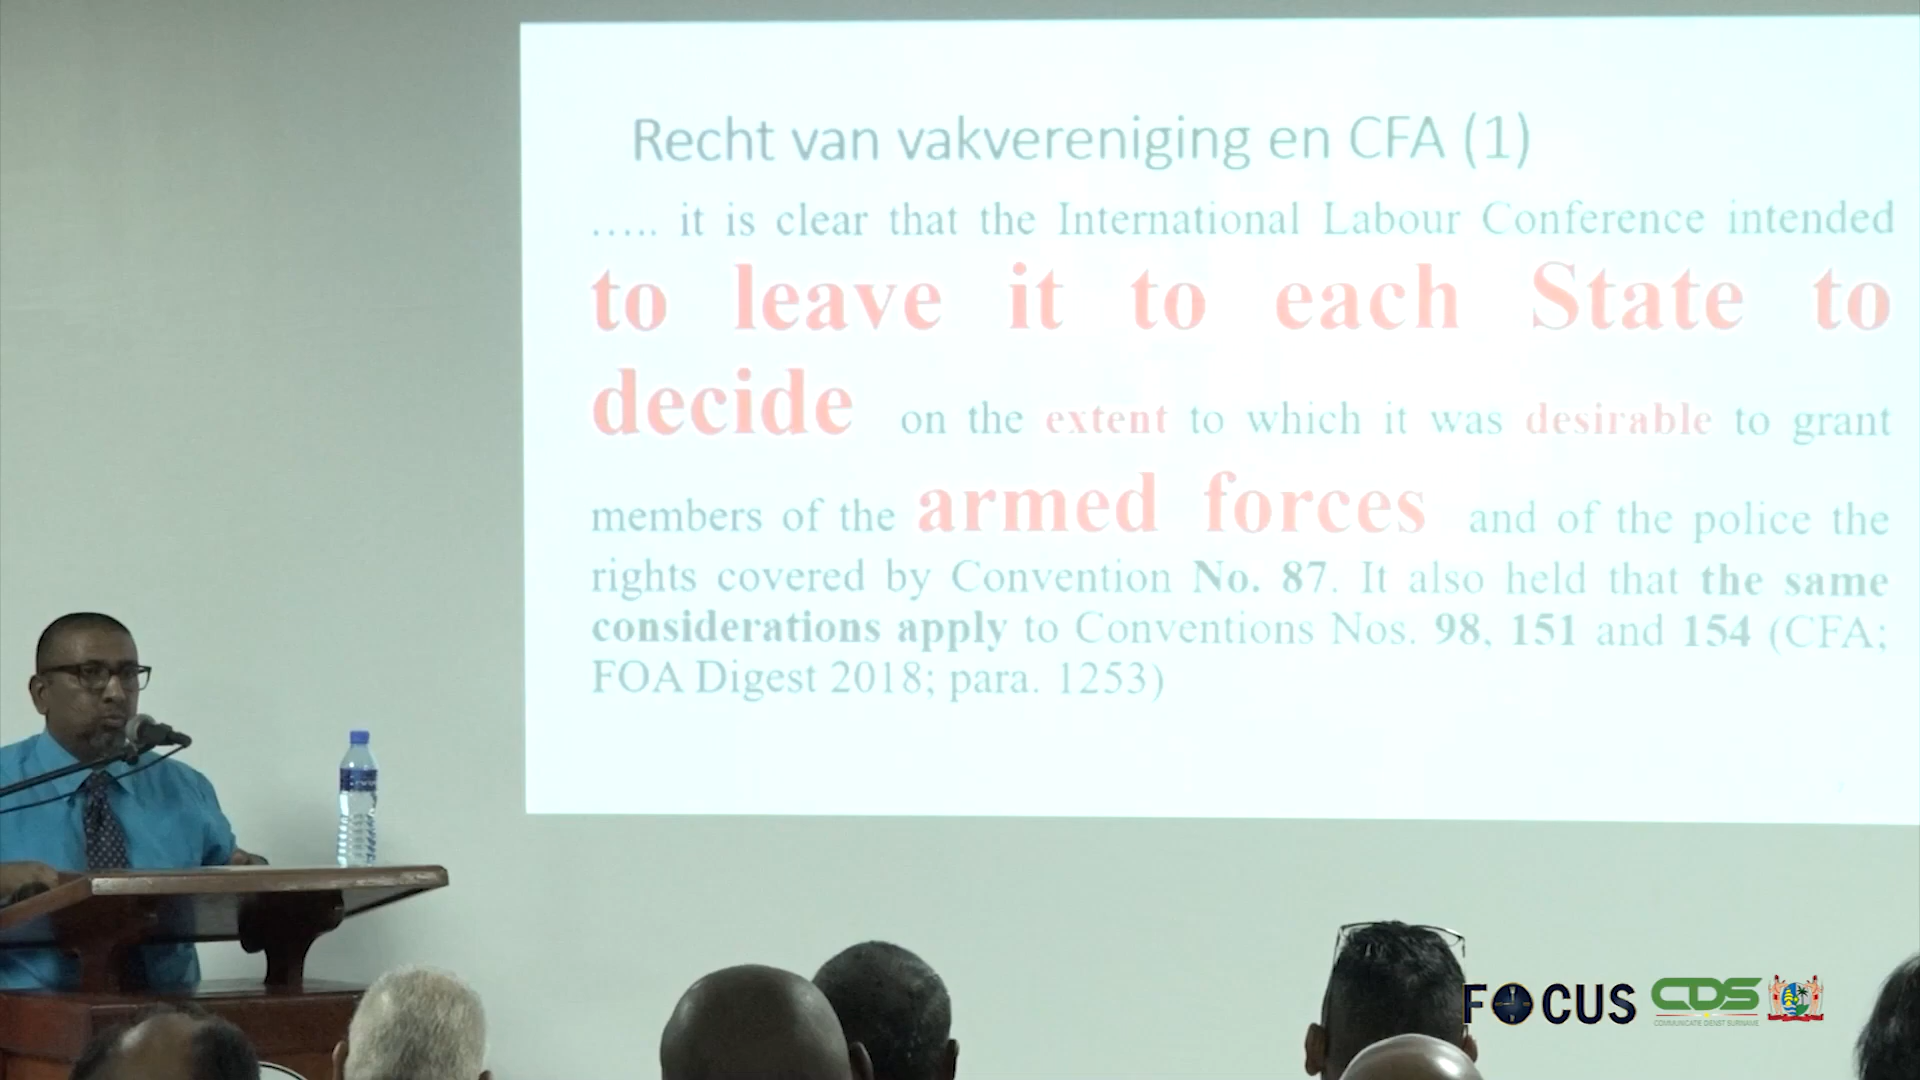 Recht van vakvereniging en CFA (1)
..... it is clear that the International Labour Conference intended
to leave it to each State to
decide on the extent to which it was desirable to grant
members of the armed forces and of the police the
rights covered by Convention No. 87. It also held that the same
considerations apply to Conventions Nos. 98, 151 and 154 (CFA;
FOA Digest 2018; para. 1253)
FOCUS
CDS
COMMUNICATIE DIENST SURINAME